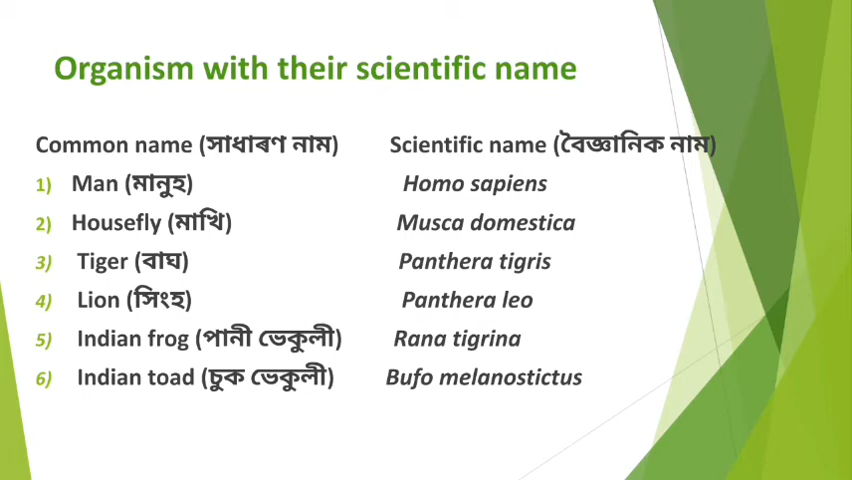 Organism with their scientific name
Common name (সাধাৰণ নাম) Scientific name (বৈজ্ঞানিক নাম)
1) Man (মানুহ) Homo sapiens
2) Housefly (মাখি) Musca domestica
3) Tiger (বাঘ) Panthera tigris
4) Lion (সিংহ) Panthera leo
5) Indian frog (পানী ভেকুলী) Rana tigrina
6) Indian toad (চুক ভেকুলী) Bufo melanostictus